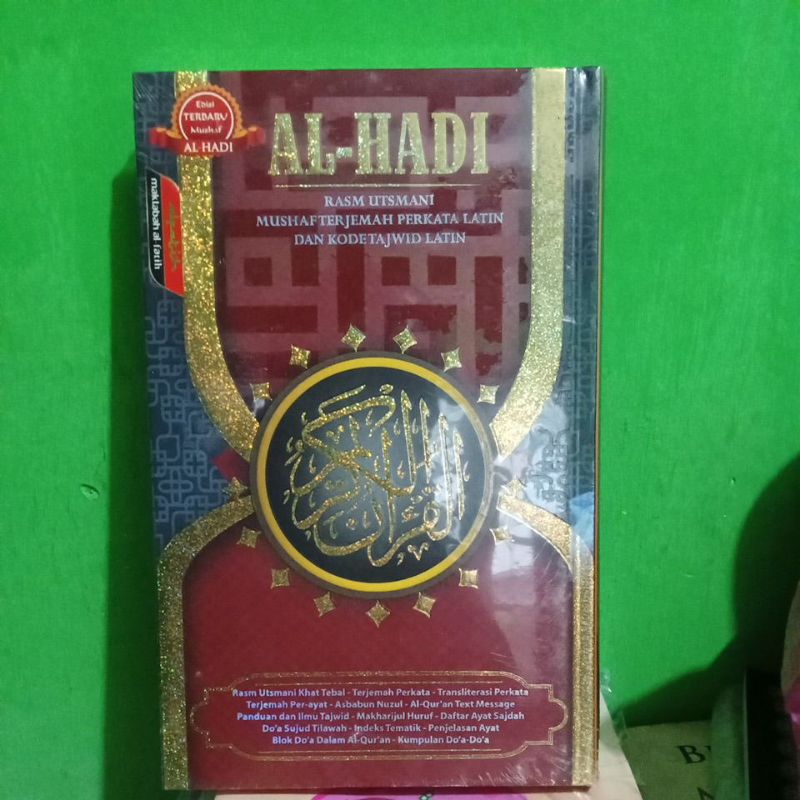 Edisi
TERBARU
Mushaf
AL-HADI
AL-HADI
RASM UTSMANI
MUSHAF TERJEMAH PERKATA LATIN
DAN KODE TAJWID LATIN
maktabah al-fatih
القرآن الكريم
Rasm Utsmani Khat Tebal - Terjemah Perkata - Transliterasi Perkata
Terjemah Per-ayat - Asbabun Nuzul - Al-Qur'an Text Message
Panduan dan Ilmu Tajwid - Makharijul Huruf - Daftar Ayat Sajdah
Do'a Sujud Tilawah - Indeks Tematik - Penjelasan Ayat
Blok Do'a Dalam Al-Qur'an - Kumpulan Do'a-Do'a